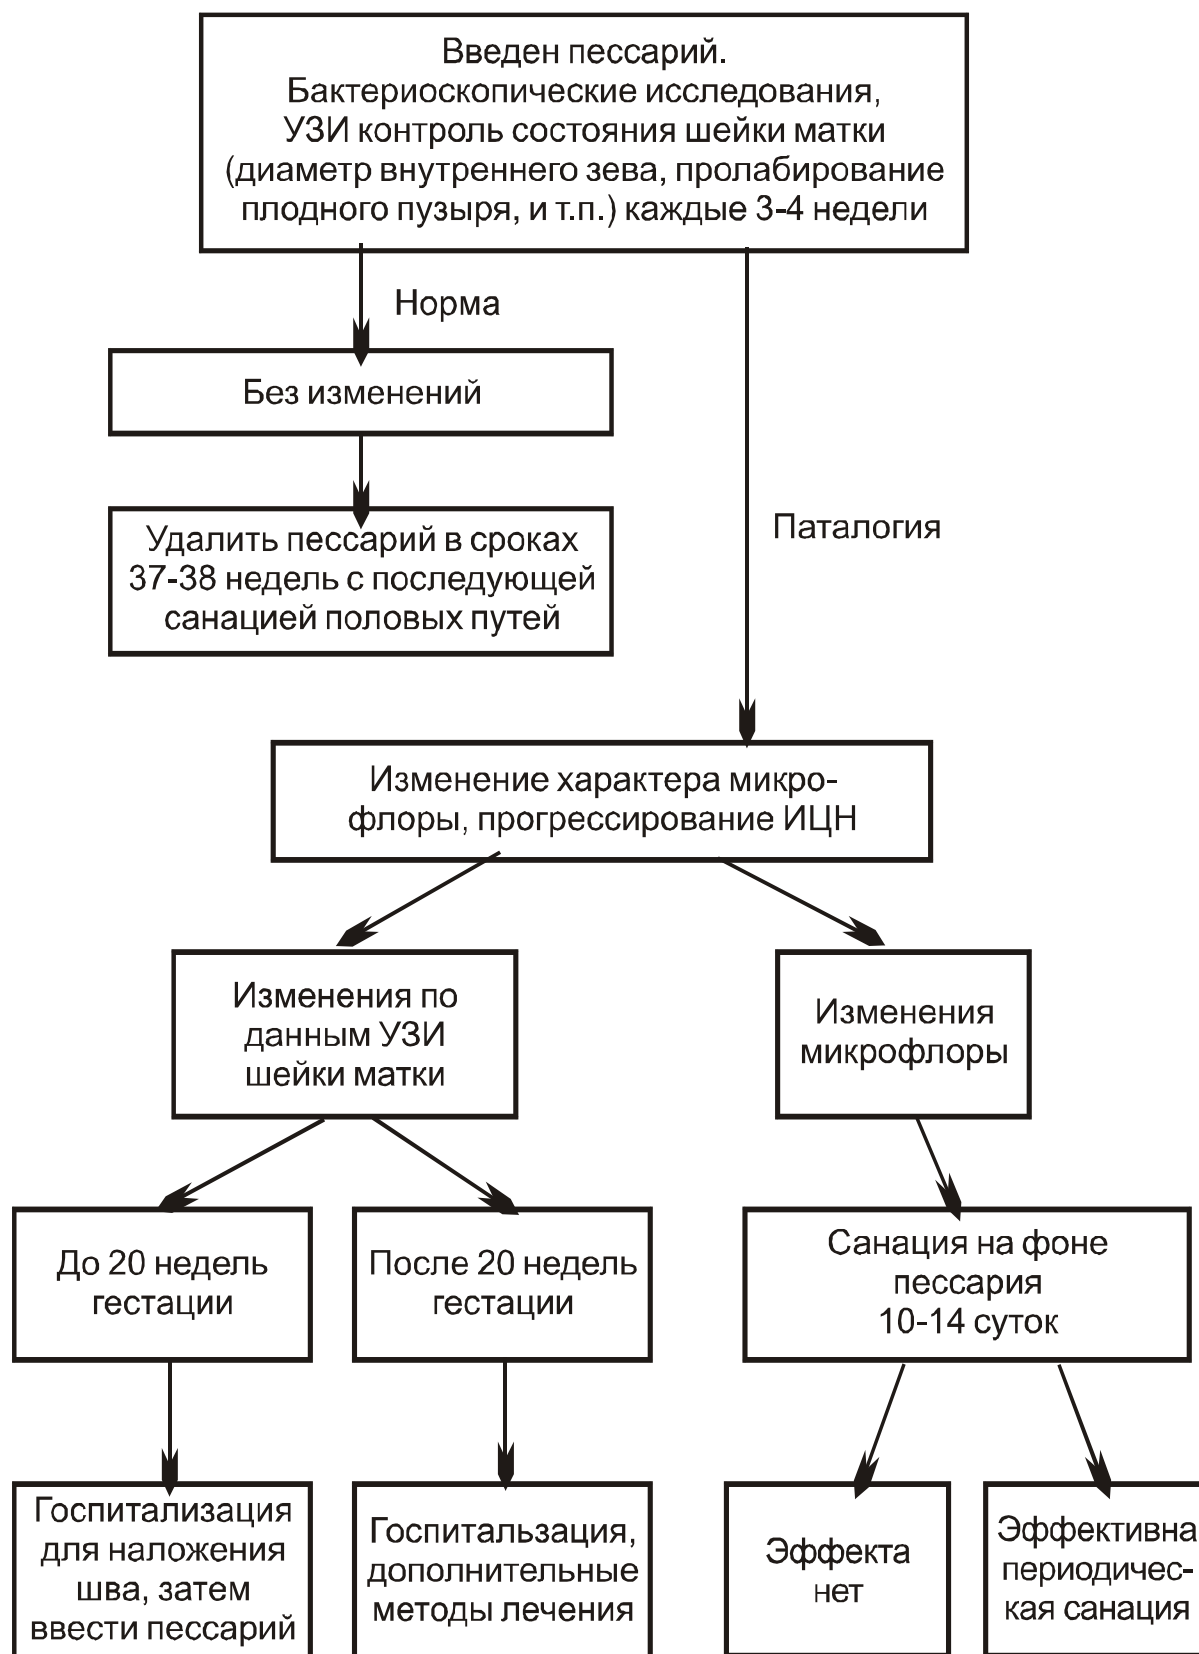 Введен пессарий.
Бактериоскопические исследования,
УЗИ контроль состояния шейки матки
(диаметр внутреннего зева, пролабирование
плодного пузыря, и т.п.) каждые 3-4 недели
Норма
Без изменений
Удалить пессарий в сроках
37-38 недель с последующей
санацией половых путей
Паталогия
Изменение характера микро-
флоры, прогрессирование ИЦН
Изменения по
данным УЗИ
шейки матки
Изменения
микрофлоры
До 20 недель
гестации
После 20 недель
гестации
Санация на фоне
пессария
10-14 суток
Госпитализация
для наложения
шва, затем
ввести пессарий
Госпитальзация,
дополнительные
методы лечения
Эффекта
нет
Эффективна
периодичес-
кая санация